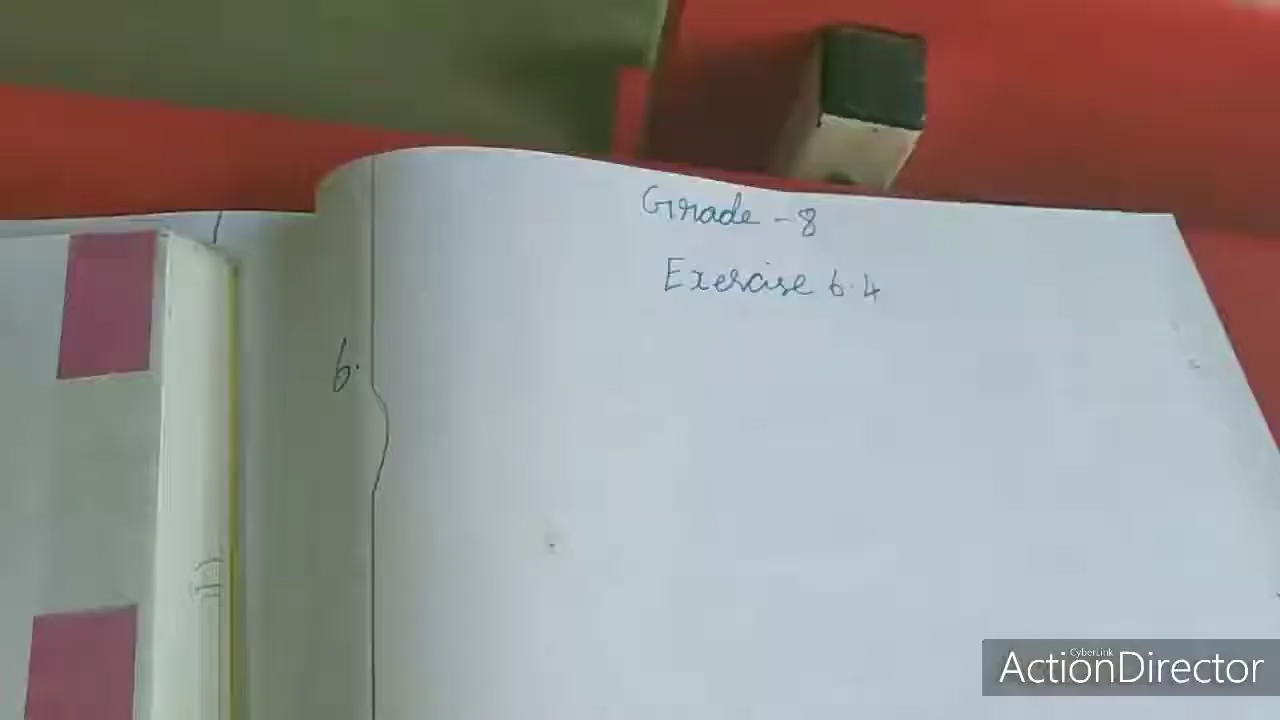 Grade - 8
Exercise 6.4
6.
CyberLink
ActionDirector